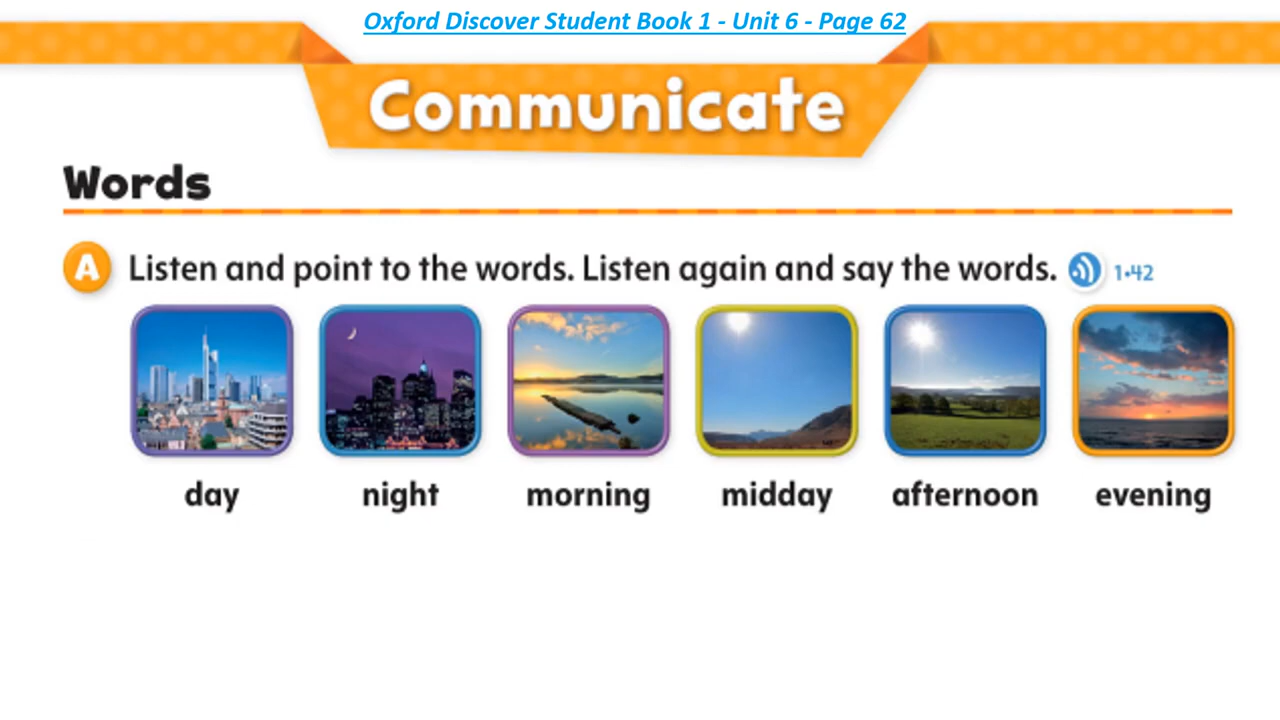 Oxford Discover Student Book 1 - Unit 6 - Page 62
Communicate
Words
A Listen and point to the words. Listen again and say the words. 1•42
day night morning midday afternoon evening